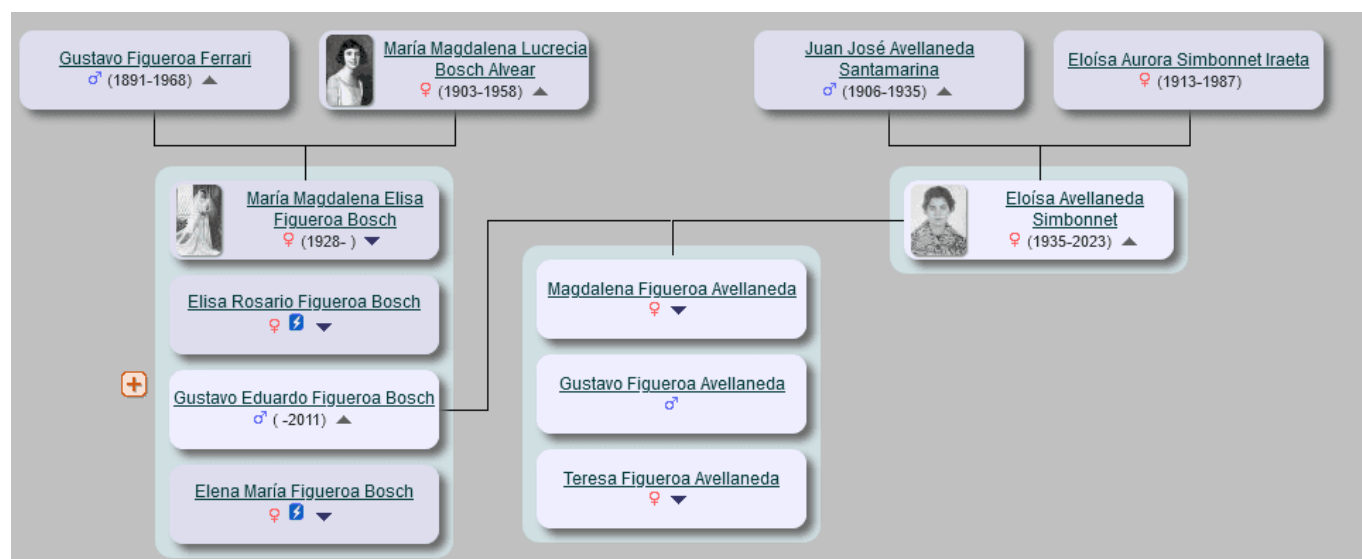 Gustavo Figueroa Ferrari
♂ (1891-1968)
María Magdalena Lucrecia
Bosch Alvear
♀ (1903-1958)
Juan José Avellaneda
Santamarina
♂ (1906-1935)
Eloísa Aurora Simbonnet Iraeta
♀ (1913-1987)
María Magdalena Elisa
Figueroa Bosch
♀ (1928- )
Elisa Rosario Figueroa Bosch
♀
Gustavo Eduardo Figueroa Bosch
♂ ( -2011)
Elena María Figueroa Bosch
♀
Magdalena Figueroa Avellaneda
♀
Gustavo Figueroa Avellaneda
♂
Teresa Figueroa Avellaneda
♀
Eloísa Avellaneda
Simbonnet
♀ (1935-2023)